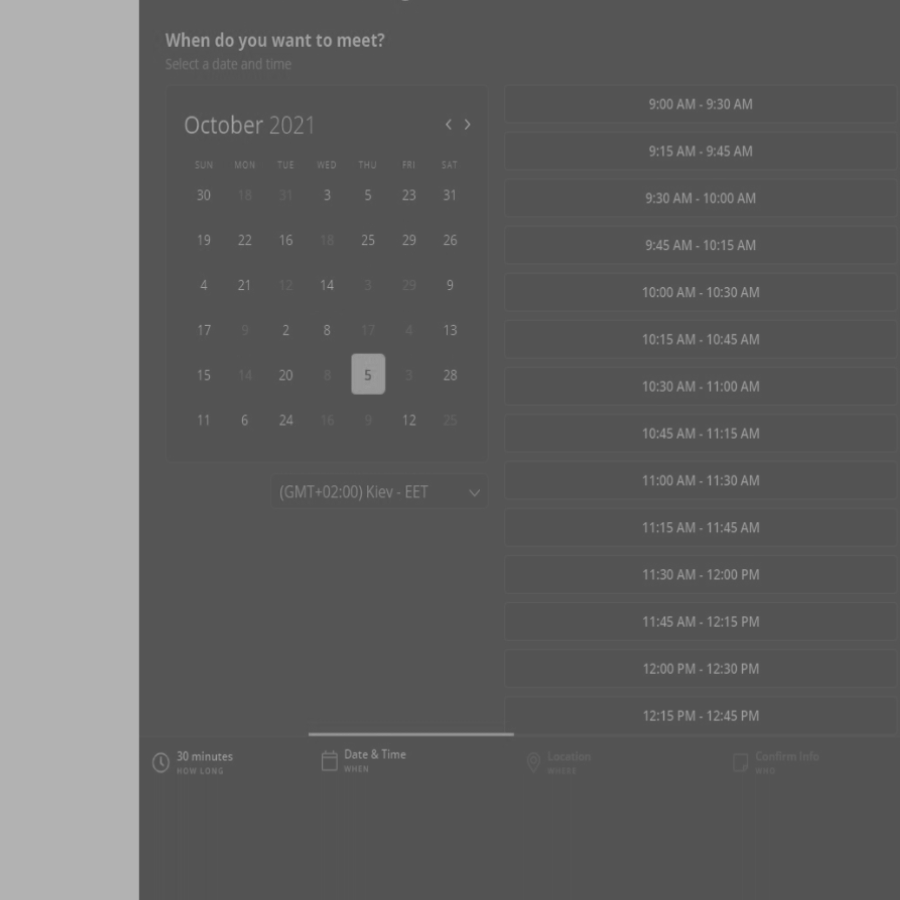 When do you want to meet?
Select a date and time
October 2021
SUN MON TUE WED THU FRI SAT
30 18 31 3 5 23 31
19 22 16 18 25 29 26
4 21 12 14 3 29 9
17 9 2 8 17 4 13
15 14 20 8 5 3 28
11 6 24 16 9 12 25
(GMT+02:00) Kiev - EET
9:00 AM - 9:30 AM
9:15 AM - 9:45 AM
9:30 AM - 10:00 AM
9:45 AM - 10:15 AM
10:00 AM - 10:30 AM
10:15 AM - 10:45 AM
10:30 AM - 11:00 AM
10:45 AM - 11:15 AM
11:00 AM - 11:30 AM
11:15 AM - 11:45 AM
11:30 AM - 12:00 PM
11:45 AM - 12:15 PM
12:00 PM - 12:30 PM
12:15 PM - 12:45 PM
30 minutes
HOW LONG
Date & Time
WHEN
Location
WHERE
Confirm Info
WHO